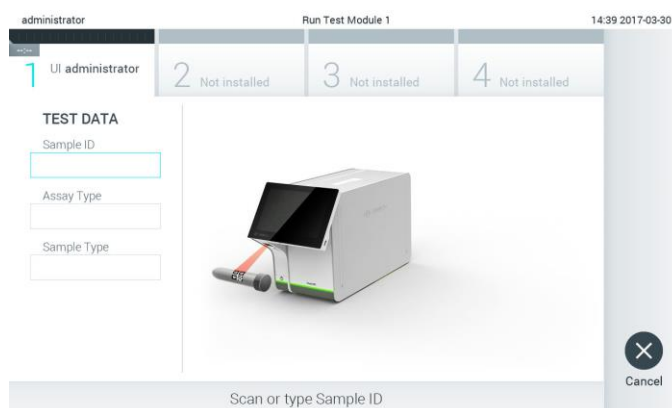 administrator
Run Test Module 1
14:39 2017-03-30
--:--
1 UI administrator
2 Not installed
3 Not installed
4 Not installed
TEST DATA
Sample ID
Assay Type
Sample Type
Cancel
Scan or type Sample ID